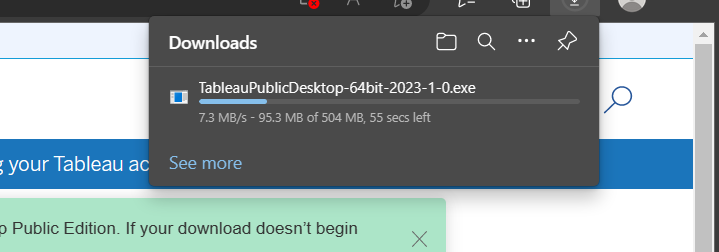 Downloads
TableauPublicDesktop-64bit-2023-1-0.exe
7.3 MB/s - 95.3 MB of 504 MB, 55 secs left
See more
g your Tableau ac
p Public Edition. If your download doesn't begin